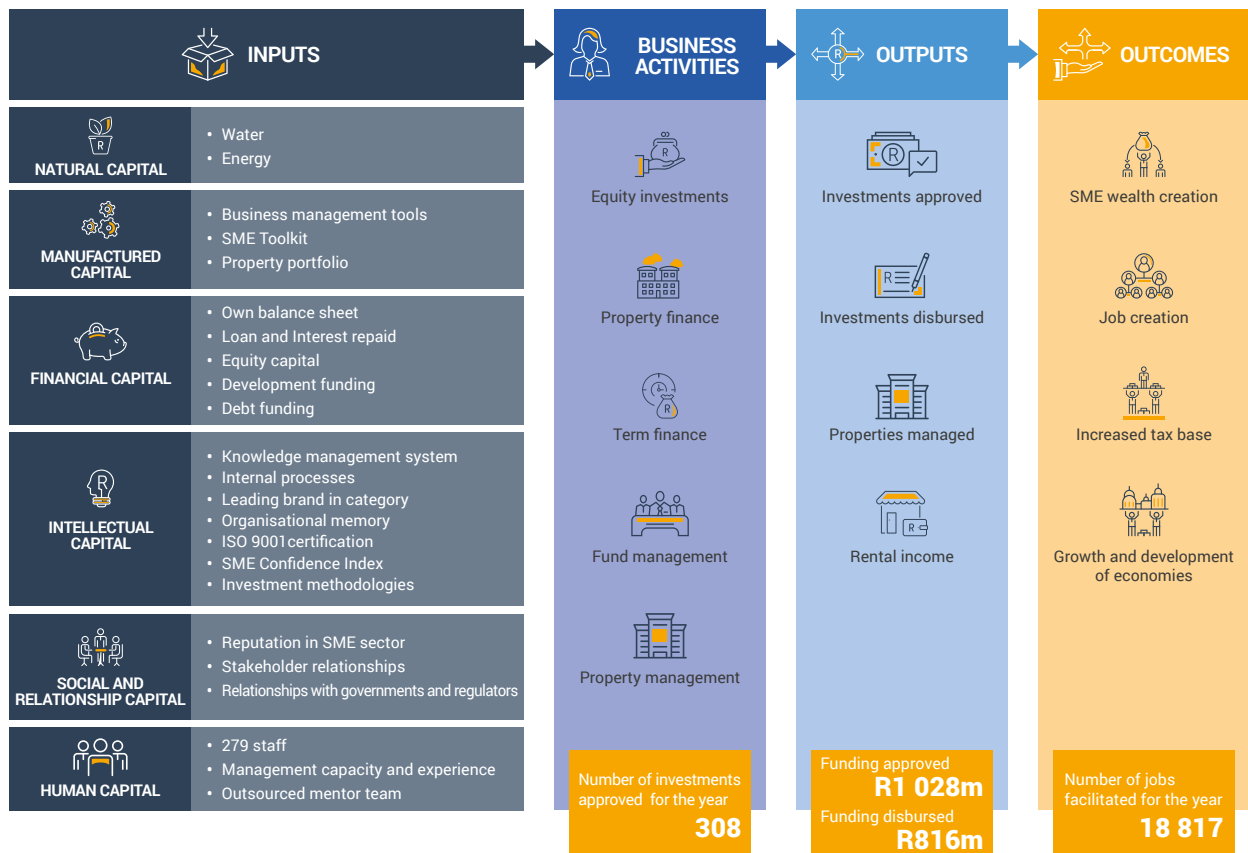 INPUTS
NATURAL CAPITAL
• Water
• Energy
MANUFACTURED
CAPITAL
• Business management tools
• SME Toolkit
• Property portfolio
FINANCIAL CAPITAL
• Own balance sheet
• Loan and Interest repaid
• Equity capital
• Development funding
• Debt funding
INTELLECTUAL
CAPITAL
• Knowledge management system
• Internal processes
• Leading brand in category
• Organisational memory
• ISO 9001certification
• SME Confidence Index
• Investment methodologies
SOCIAL AND
RELATIONSHIP CAPITAL
• Reputation in SME sector
• Stakeholder relationships
• Relationships with governments and regulators
HUMAN CAPITAL
• 279 staff
• Management capacity and experience
• Outsourced mentor team
BUSINESS
ACTIVITIES
Equity investments
Property finance
Term finance
Fund management
Property management
Number of investments
approved for the year
308
OUTPUTS
Investments approved
Investments disbursed
Properties managed
Rental income
Funding approved
R1 028m
Funding disbursed
R816m
OUTCOMES
SME wealth creation
Job creation
Increased tax base
Growth and development
of economies
Number of jobs
facilitated for the year
18 817